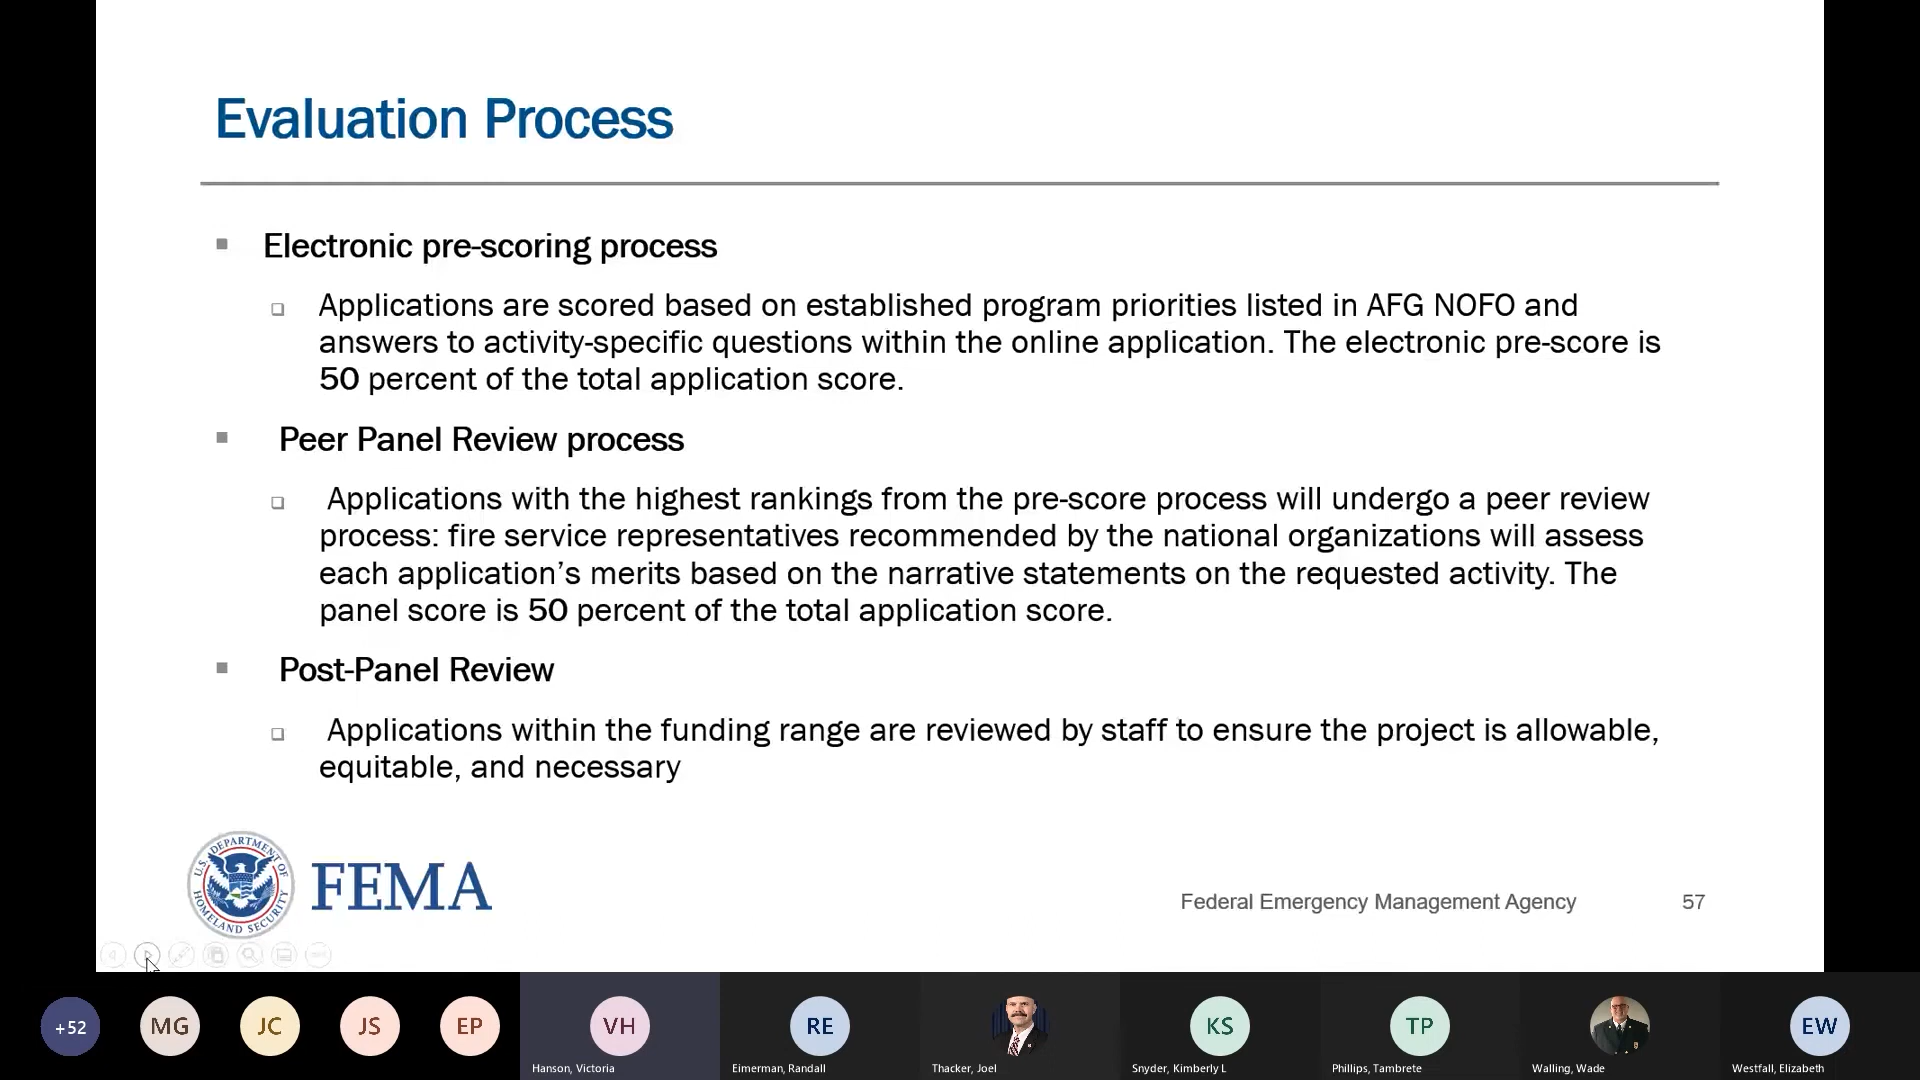 Evaluation Process
Electronic pre-scoring process
Applications are scored based on established program priorities listed in AFG NOFO and
answers to activity-specific questions within the online application. The electronic pre-score is
50 percent of the total application score.
Peer Panel Review process
Applications with the highest rankings from the pre-score process will undergo a peer review
process: fire service representatives recommended by the national organizations will assess
each application’s merits based on the narrative statements on the requested activity. The
panel score is 50 percent of the total application score.
Post-Panel Review
Applications within the funding range are reviewed by staff to ensure the project is allowable,
equitable, and necessary
U.S. DEPARTMENT OF
HOMELAND SECURITY
FEMA
Federal Emergency Management Agency 57
+52 MG JC JS EP VH RE KS TP EW
Hanson, Victoria Eimerman, Randall Thacker, Joel Snyder, Kimberly L Phillips, Tambrete Walling, Wade Westfall, Elizabeth